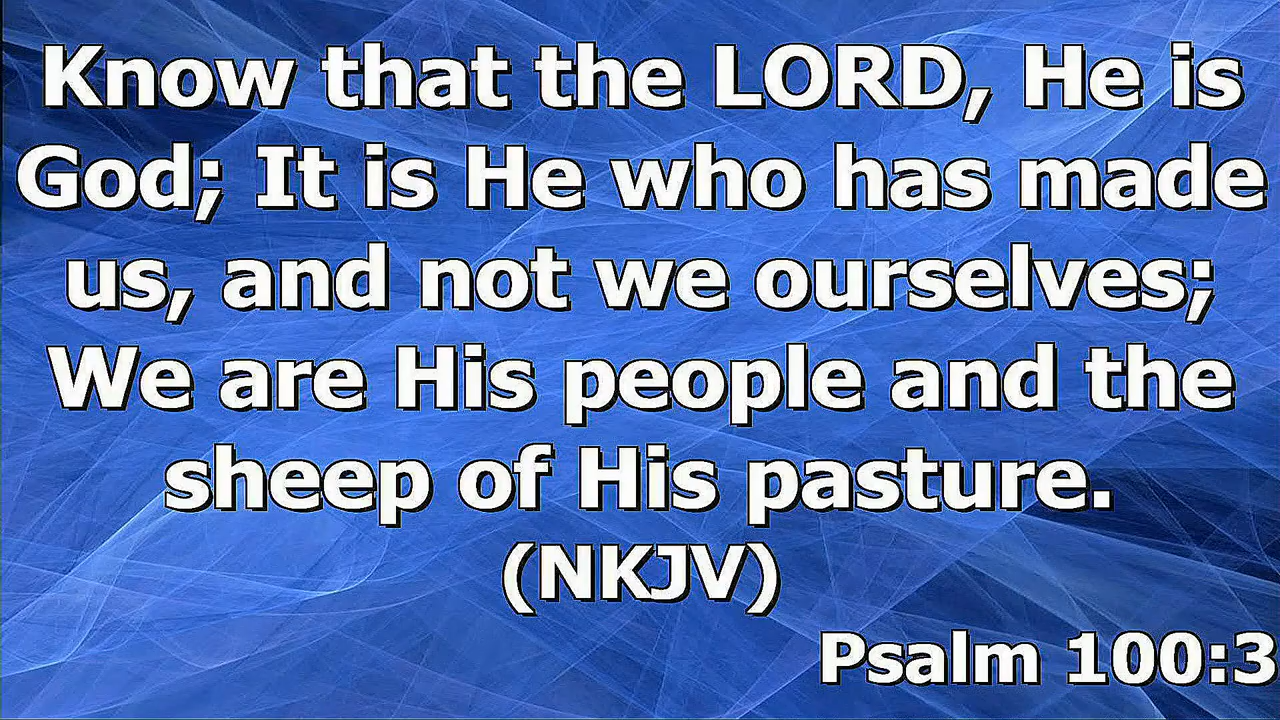 Know that the LORD, He is
God; It is He who has made
us, and not we ourselves;
We are His people and the
sheep of His pasture.
(NKJV)
Psalm 100:3